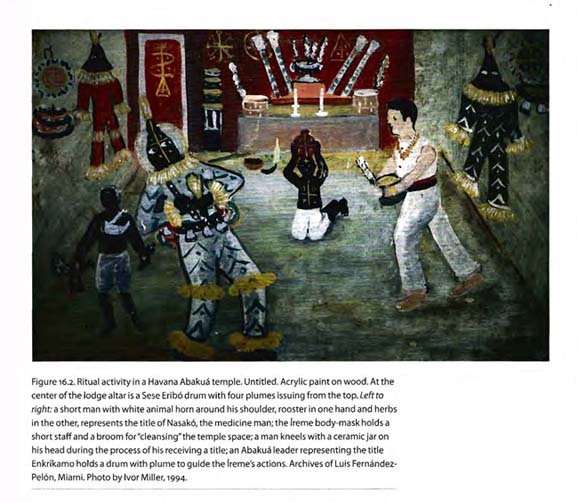 Figure 16.2. Ritual activity in a Havana Abakuá temple. Untitled. Acrylic paint on wood. At the
center of the lodge altar is a Sese Eribó drum with four plumes issuing from the top. Left to
right: a short man with white animal horn around his shoulder, rooster in one hand and herbs
in the other, represents the title of Nasakó, the medicine man; the Íreme body-mask holds a
short staff and a broom for "cleansing" the temple space; a man kneels with a ceramic jar on
his head during the process of his receiving a title; an Abakuá leader representing the title
Enkríkamo holds a drum with plume to guide the Íreme's actions. Archives of Luis Fernández-
Pelón, Miami. Photo by Ivor Miller, 1994.